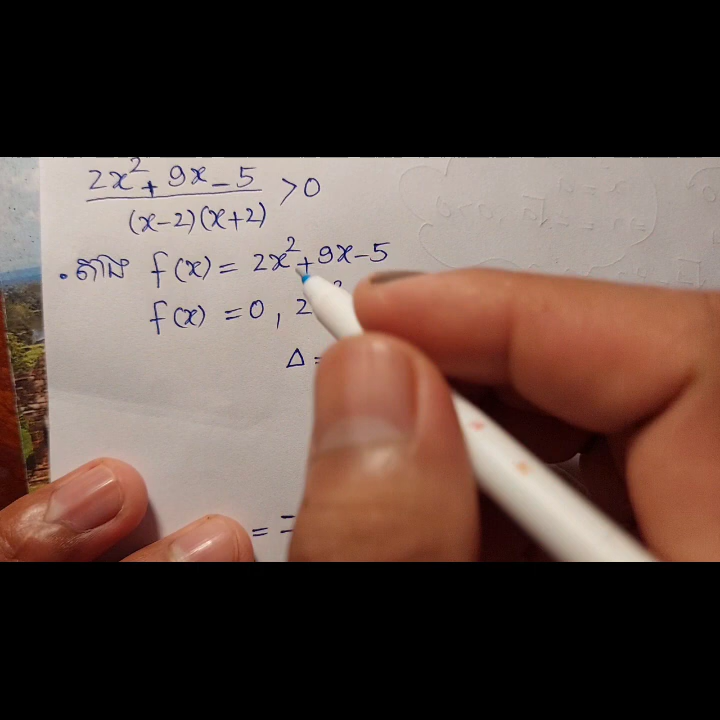 2x² + 9x - 5 / (x-2)(x+2) > 0
• តាង f(x) = 2x² + 9x - 5
f(x) = 0, 2
Δ =
=